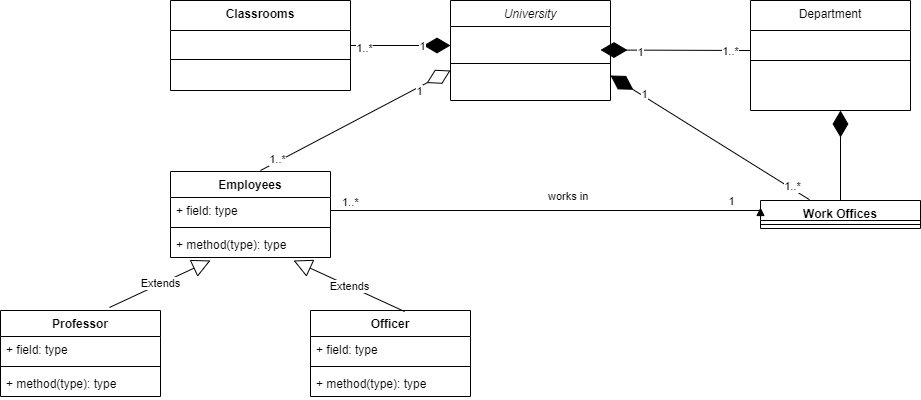 Classrooms
University
Department
1..*
1
1
1..*
1
1
1..*
1..*
Employees
+ field: type
+ method(type): type
1..*
works in
1
Work Offices
Extends
Extends
Professor
+ field: type
+ method(type): type
Officer
+ field: type
+ method(type): type